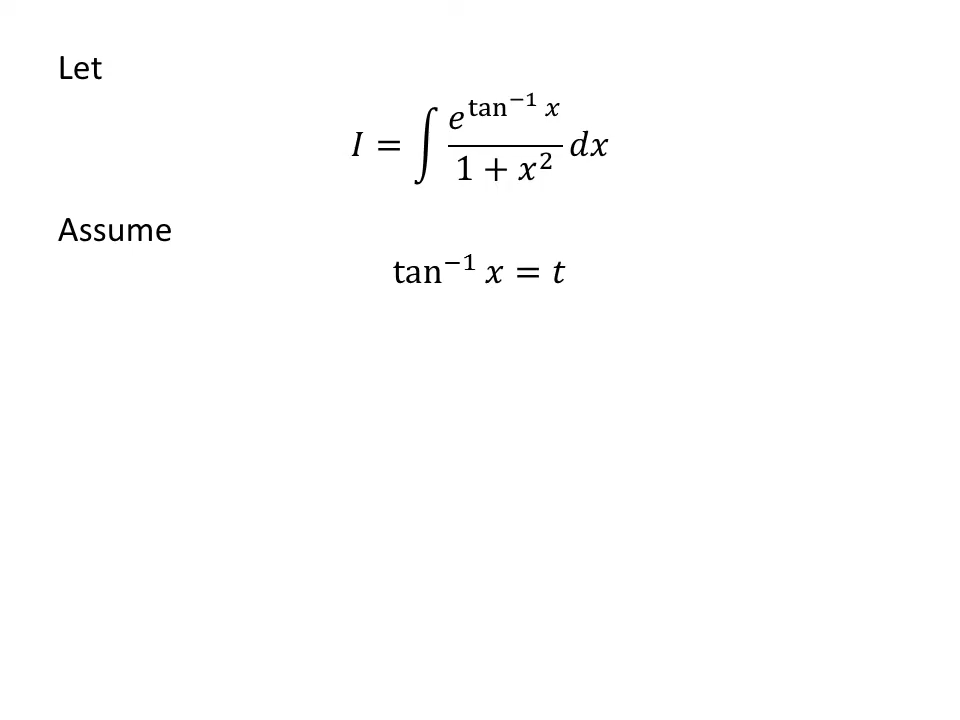 Let
I = ∫ e^(tan⁻¹ x) / (1 + x²) dx
Assume
tan⁻¹ x = t